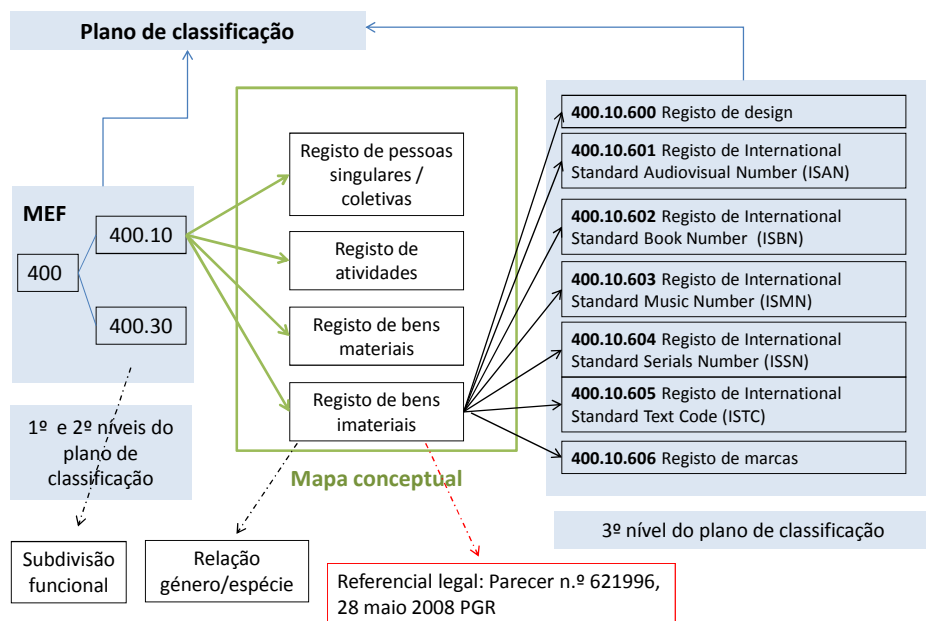 Plano de classificação
MEF
400
400.10
400.30
1º e 2º níveis do
plano de
classificação
Registo de pessoas
singulares /
coletivas
Registo de
atividades
Registo de bens
materiais
Registo de bens
imateriais
Mapa conceptual
400.10.600 Registo de design
400.10.601 Registo de International
Standard Audiovisual Number (ISAN)
400.10.602 Registo de International
Standard Book Number (ISBN)
400.10.603 Registo de International
Standard Music Number (ISMN)
400.10.604 Registo de International
Standard Serials Number (ISSN)
400.10.605 Registo de International
Standard Text Code (ISTC)
400.10.606 Registo de marcas
3º nível do plano de classificação
Subdivisão
funcional
Relação
género/espécie
Referencial legal: Parecer n.º 621996,
28 maio 2008 PGR